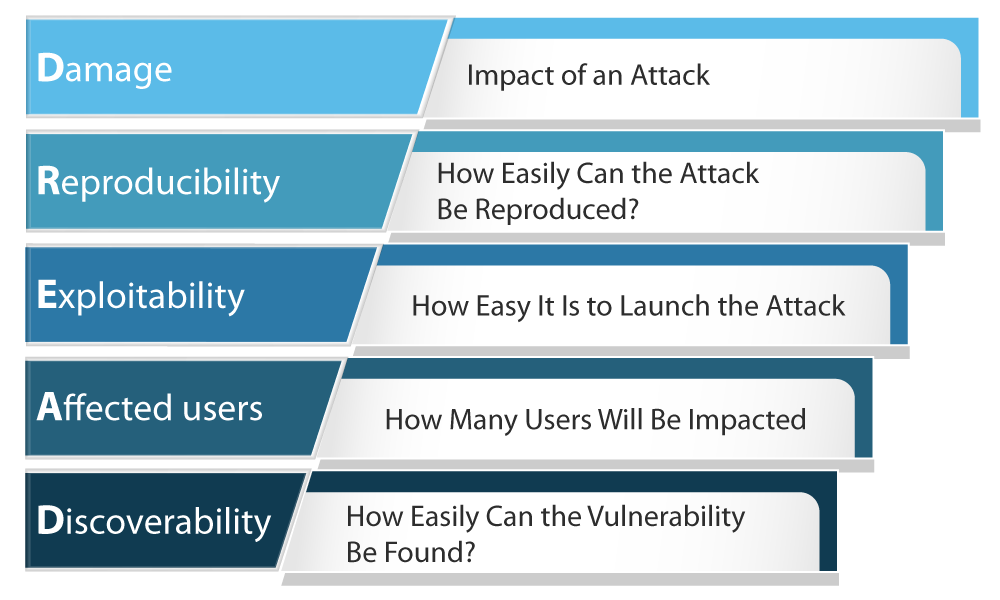 Damage
Impact of an Attack
Reproducibility
How Easily Can the Attack
Be Reproduced?
Exploitability
How Easy It Is to Launch the Attack
Affected users
How Many Users Will Be Impacted
Discoverability
How Easily Can the Vulnerability
Be Found?